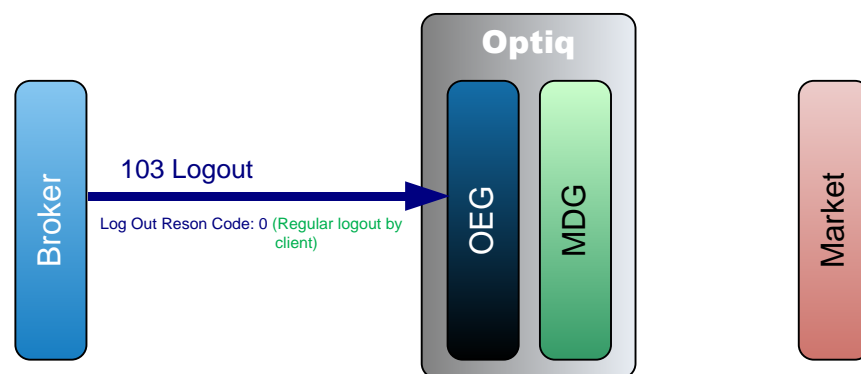 Optiq
Broker
103 Logout
Log Out Reson Code: 0 (Regular logout by
client)
OEG
MDG
Market